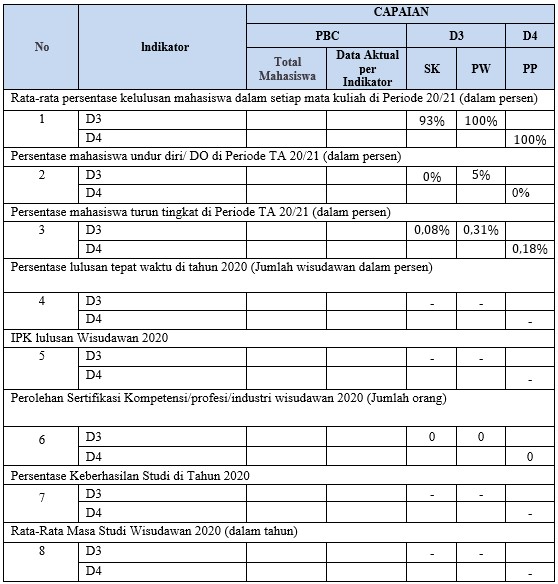 CAPAIAN
No Indikator PBC D3 D4
Total Mahasiswa Data Aktual per Indikator SK PW PP
Rata-rata persentase kelulusan mahasiswa dalam setiap mata kuliah di Periode 20/21 (dalam persen)
1 D3 93% 100%
D4 100%
Persentase mahasiswa undur diri/ DO di Periode TA 20/21 (dalam persen)
2 D3 0% 5%
D4 0%
Persentase mahasiswa turun tingkat di Periode TA 20/21 (dalam persen)
3 D3 0,08% 0,31%
D4 0,18%
Persentase lulusan tepat waktu di tahun 2020 (Jumlah wisudawan dalam persen)
4 D3 - -
D4 -
IPK lulusan Wisudawan 2020
5 D3 - -
D4 -
Perolehan Sertifikasi Kompetensi/profesi/industri wisudawan 2020 (Jumlah orang)
6 D3 0 0
D4 0
Persentase Keberhasilan Studi di Tahun 2020
7 D3 - -
D4 -
Rata-Rata Masa Studi Wisudawan 2020 (dalam tahun)
8 D3 - -
D4 -